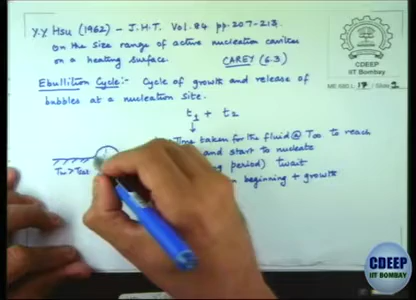 Y.Y Hsu (1962) - J.H.T. Vol. 84 pp. 207-213.
On the size range of active nucleation cavities
on a heating surface. CAREY (6.3)
Ebullition Cycle:- Cycle of growth and release of
bubbles at a nucleation site.
t1 + t2
Time taken for the fluid @ T∞ to reach
and start to nucleate
period) twait
beginning + growth
Tw > Tsat
CDEEP
IIT Bombay
ME 680 L 17 / Slide 2
CDEEP
IIT BOMBAY